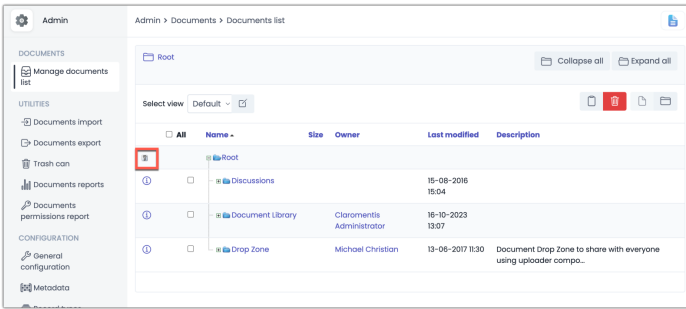 Admin
Admin > Documents > Documents list
DOCUMENTS
Manage documents
list
UTILITIES
Documents import
Documents export
Trash can
Documents reports
Documents
permissions report
CONFIGURATION
General
configuration
Metadata
Root
Collapse all
Expand all
Select view Default
All Name Size Owner Last modified Description
Root
Discussions 15-08-2016
15:04
Document Library Claromentis 16-10-2023
Administrator 13:07
Drop Zone Michael Christian 13-06-2017 11:30 Document Drop Zone to share with everyone
using uploader compo...